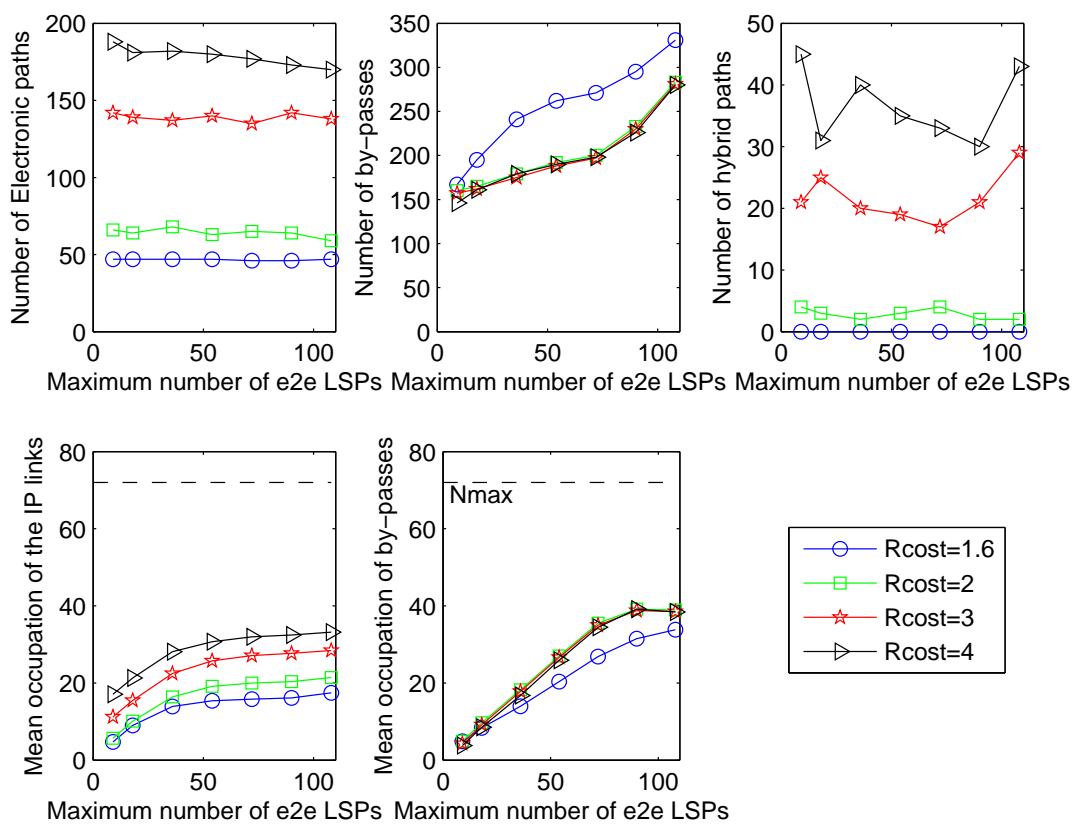 Number of Electronic paths
200
150
100
50
0
0 50 100
Maximum number of e2e LSPs
Number of by−passes
350
300
250
200
150
100
50
0
0 50 100
Maximum number of e2e LSPs
Number of hybrid paths
50
40
30
20
10
0
0 50 100
Maximum number of e2e LSPs
Mean occupation of the IP links
80
60
40
20
0
0 50 100
Maximum number of e2e LSPs
Mean occupation of by−passes
80
60
40
20
0
Nmax
0 50 100
Maximum number of e2e LSPs
Rcost=1.6
Rcost=2
Rcost=3
Rcost=4